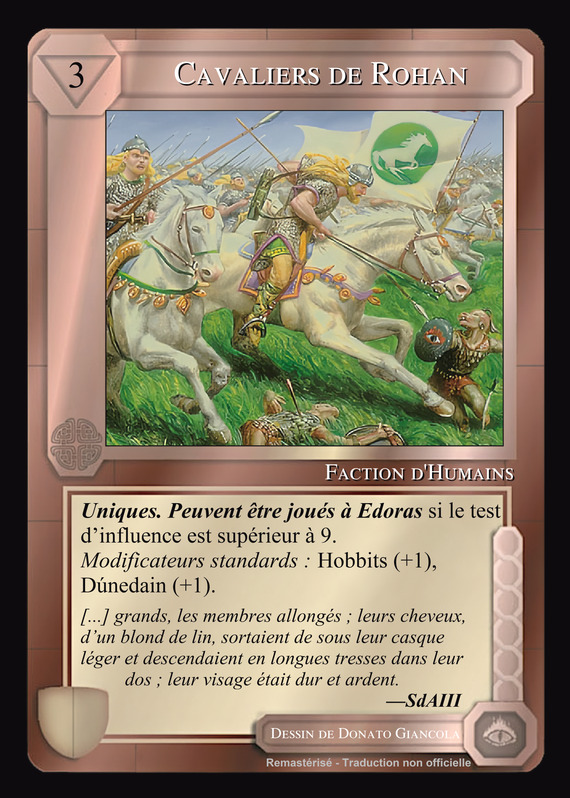 3
Cavaliers de Rohan
Faction d'Humains
Uniques. Peuvent être joués à Edoras si le test
d’influence est supérieur à 9.
Modificateurs standards : Hobbits (+1),
Dúnedain (+1).
[...] grands, les membres allongés ; leurs cheveux,
d’un blond de lin, sortaient de sous leur casque
léger et descendaient en longues tresses dans leur
dos ; leur visage était dur et ardent.
—SdAIII
Dessin de Donato Giancola
Remastérisé - Traduction non officielle